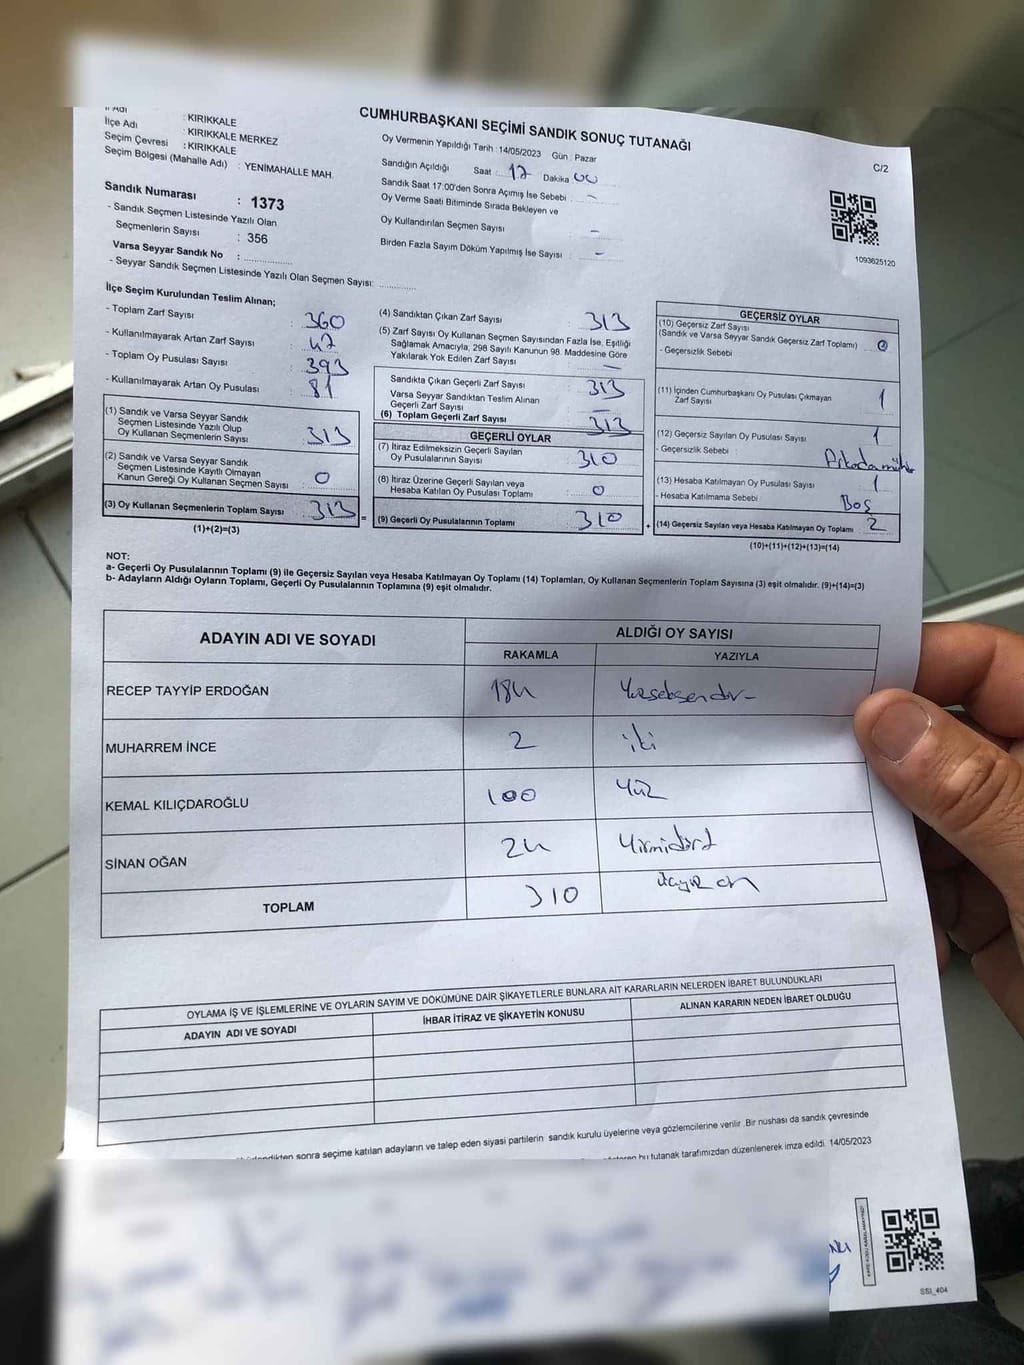 CUMHURBAŞKANI SEÇİMİ SANDIK SONUÇ TUTANAĞI
C/2
: KIRIKKALE
İlçe Adı : KIRIKKALE MERKEZ
Seçim Çevresi : KIRIKKALE
Seçim Bölgesi (Mahalle Adı) : YENİMAHALLE MAH.
Oy Vermenin Yapıldığı Tarih : 14/05/2023 Gün : Pazar
Sandığın Açıldığı Saat : 17 Dakika 00
Sandık Saat 17:00'den Sonra Açımış İse Sebebi : -
Oy Verme Saati Bitiminde Sırada Bekleyen ve
Oy Kullandırılan Seçmen Sayısı -
Birden Fazla Sayım Döküm Yapılmış İse Sayısı : -
1093625120
Sandık Numarası : 1373
- Sandık Seçmen Listesinde Yazılı Olan
Seçmenlerin Sayısı : 356
Varsa Seyyar Sandık No :
- Seyyar Sandık Seçmen Listesinde Yazılı Olan Seçmen Sayısı:
İlçe Seçim Kurulundan Teslim Alınan;
- Toplam Zarf Sayısı : 360
- Kullanılmayarak Artan Zarf Sayısı : 47
- Toplam Oy Pusulası Sayısı : 393
- Kullanılmayarak Artan Oy Pusulası : 81
(1) Sandık ve Varsa Seyyar Sandık
Seçmen Listesinde Yazılı Olup
Oy Kullanan Seçmenlerin Sayısı : 313
(2) Sandık ve Varsa Seyyar Sandık
Seçmen Listesinde Kayıtlı Olmayan
Kanun Gereği Oy Kullanan Seçmen Sayısı : 0
(3) Oy Kullanan Seçmenlerin Toplam Sayısı : 313
(1)+(2)=(3)
(4) Sandıktan Çıkan Zarf Sayısı : 313
(5) Zarf Sayısı Oy Kullanan Seçmen Sayısından Fazla İse, Eşitliği
Sağlamak Amacıyla, 298 Sayılı Kanunun 98. Maddesine Göre
Yakılarak Yok Edilen Zarf Sayısı : -
Sandıkta Çıkan Geçerli Zarf Sayısı : 313
Varsa Seyyar Sandıktan Teslim Alınan
Geçerli Zarf Sayısı : -
(6) Toplam Geçerli Zarf Sayısı : 313
GEÇERLİ OYLAR
(7) İtiraz Edilmeksizin Geçerli Sayılan
Oy Pusulalarının Sayısı : 310
(8) İtiraz Üzerine Geçerli Sayılan veya
Hesaba Katılan Oy Pusulası Toplamı : 0
= (9) Geçerli Oy Pusulalarının Toplamı : 310
GEÇERSİZ OYLAR
(10) Geçersiz Zarf Sayısı
(Sandık ve Varsa Seyyar Sandık Geçersiz Zarf Toplamı) : 0
- Geçersizlik Sebebi
(11) İçinden Cumhurbaşkanı Oy Pusulası Çıkmayan
Zarf Sayısı : 1
(12) Geçersiz Sayılan Oy Pusulası Sayısı : 1
- Geçersizlik Sebebi :
(13) Hesaba Katılmayan Oy Pusulası Sayısı : 1
- Hesaba Katılmama Sebebi Boş
+ (14) Geçersiz Sayılan veya Hesaba Katılmayan Oy Toplamı : 2
(10)+(11)+(12)+(13)=(14)
NOT:
a- Geçerli Oy Pusulalarının Toplamı (9) ile Geçersiz Sayılan veya Hesaba Katılmayan Oy Toplamı (14) Toplamları, Oy Kullanan Seçmenlerin Toplam Sayısına (3) eşit olmalıdır. (9)+(14)=(3)
b- Adayların Aldığı Oyların Toplamı, Geçerli Oy Pusulalarının Toplamına (9) eşit olmalıdır.
ADAYIN ADI VE SOYADI ALDIĞI OY SAYISI
RAKAMLA YAZIYLA
RECEP TAYYİP ERDOĞAN 184
MUHARREM İNCE 2 iki
KEMAL KILIÇDAROĞLU 100 Yüz
SİNAN OĞAN 24 Yirmidört
TOPLAM 310 üçyüz on
OYLAMA İŞ VE İŞLEMLERİNE VE OYLARIN SAYIM VE DÖKÜMÜNE DAİR ŞİKAYETLERLE BUNLARA AİT KARARLARIN NELERDEN İBARET BULUNDUKLARI
ADAYIN ADI VE SOYADI İHBAR İTİRAZ VE ŞİKAYETİN KONUSU ALINAN KARARIN NEDEN İBARET OLDUĞU
sonra seçime katılan adayların ve talep eden siyasi partilerin sandık kurulu üyelerine veya gözlemcilerine verilir. Bir nushası da sandık çevresinde
bu tutanak tarafımızdan düzenlenerek imza edildi. 14/05/2023
SSI_404